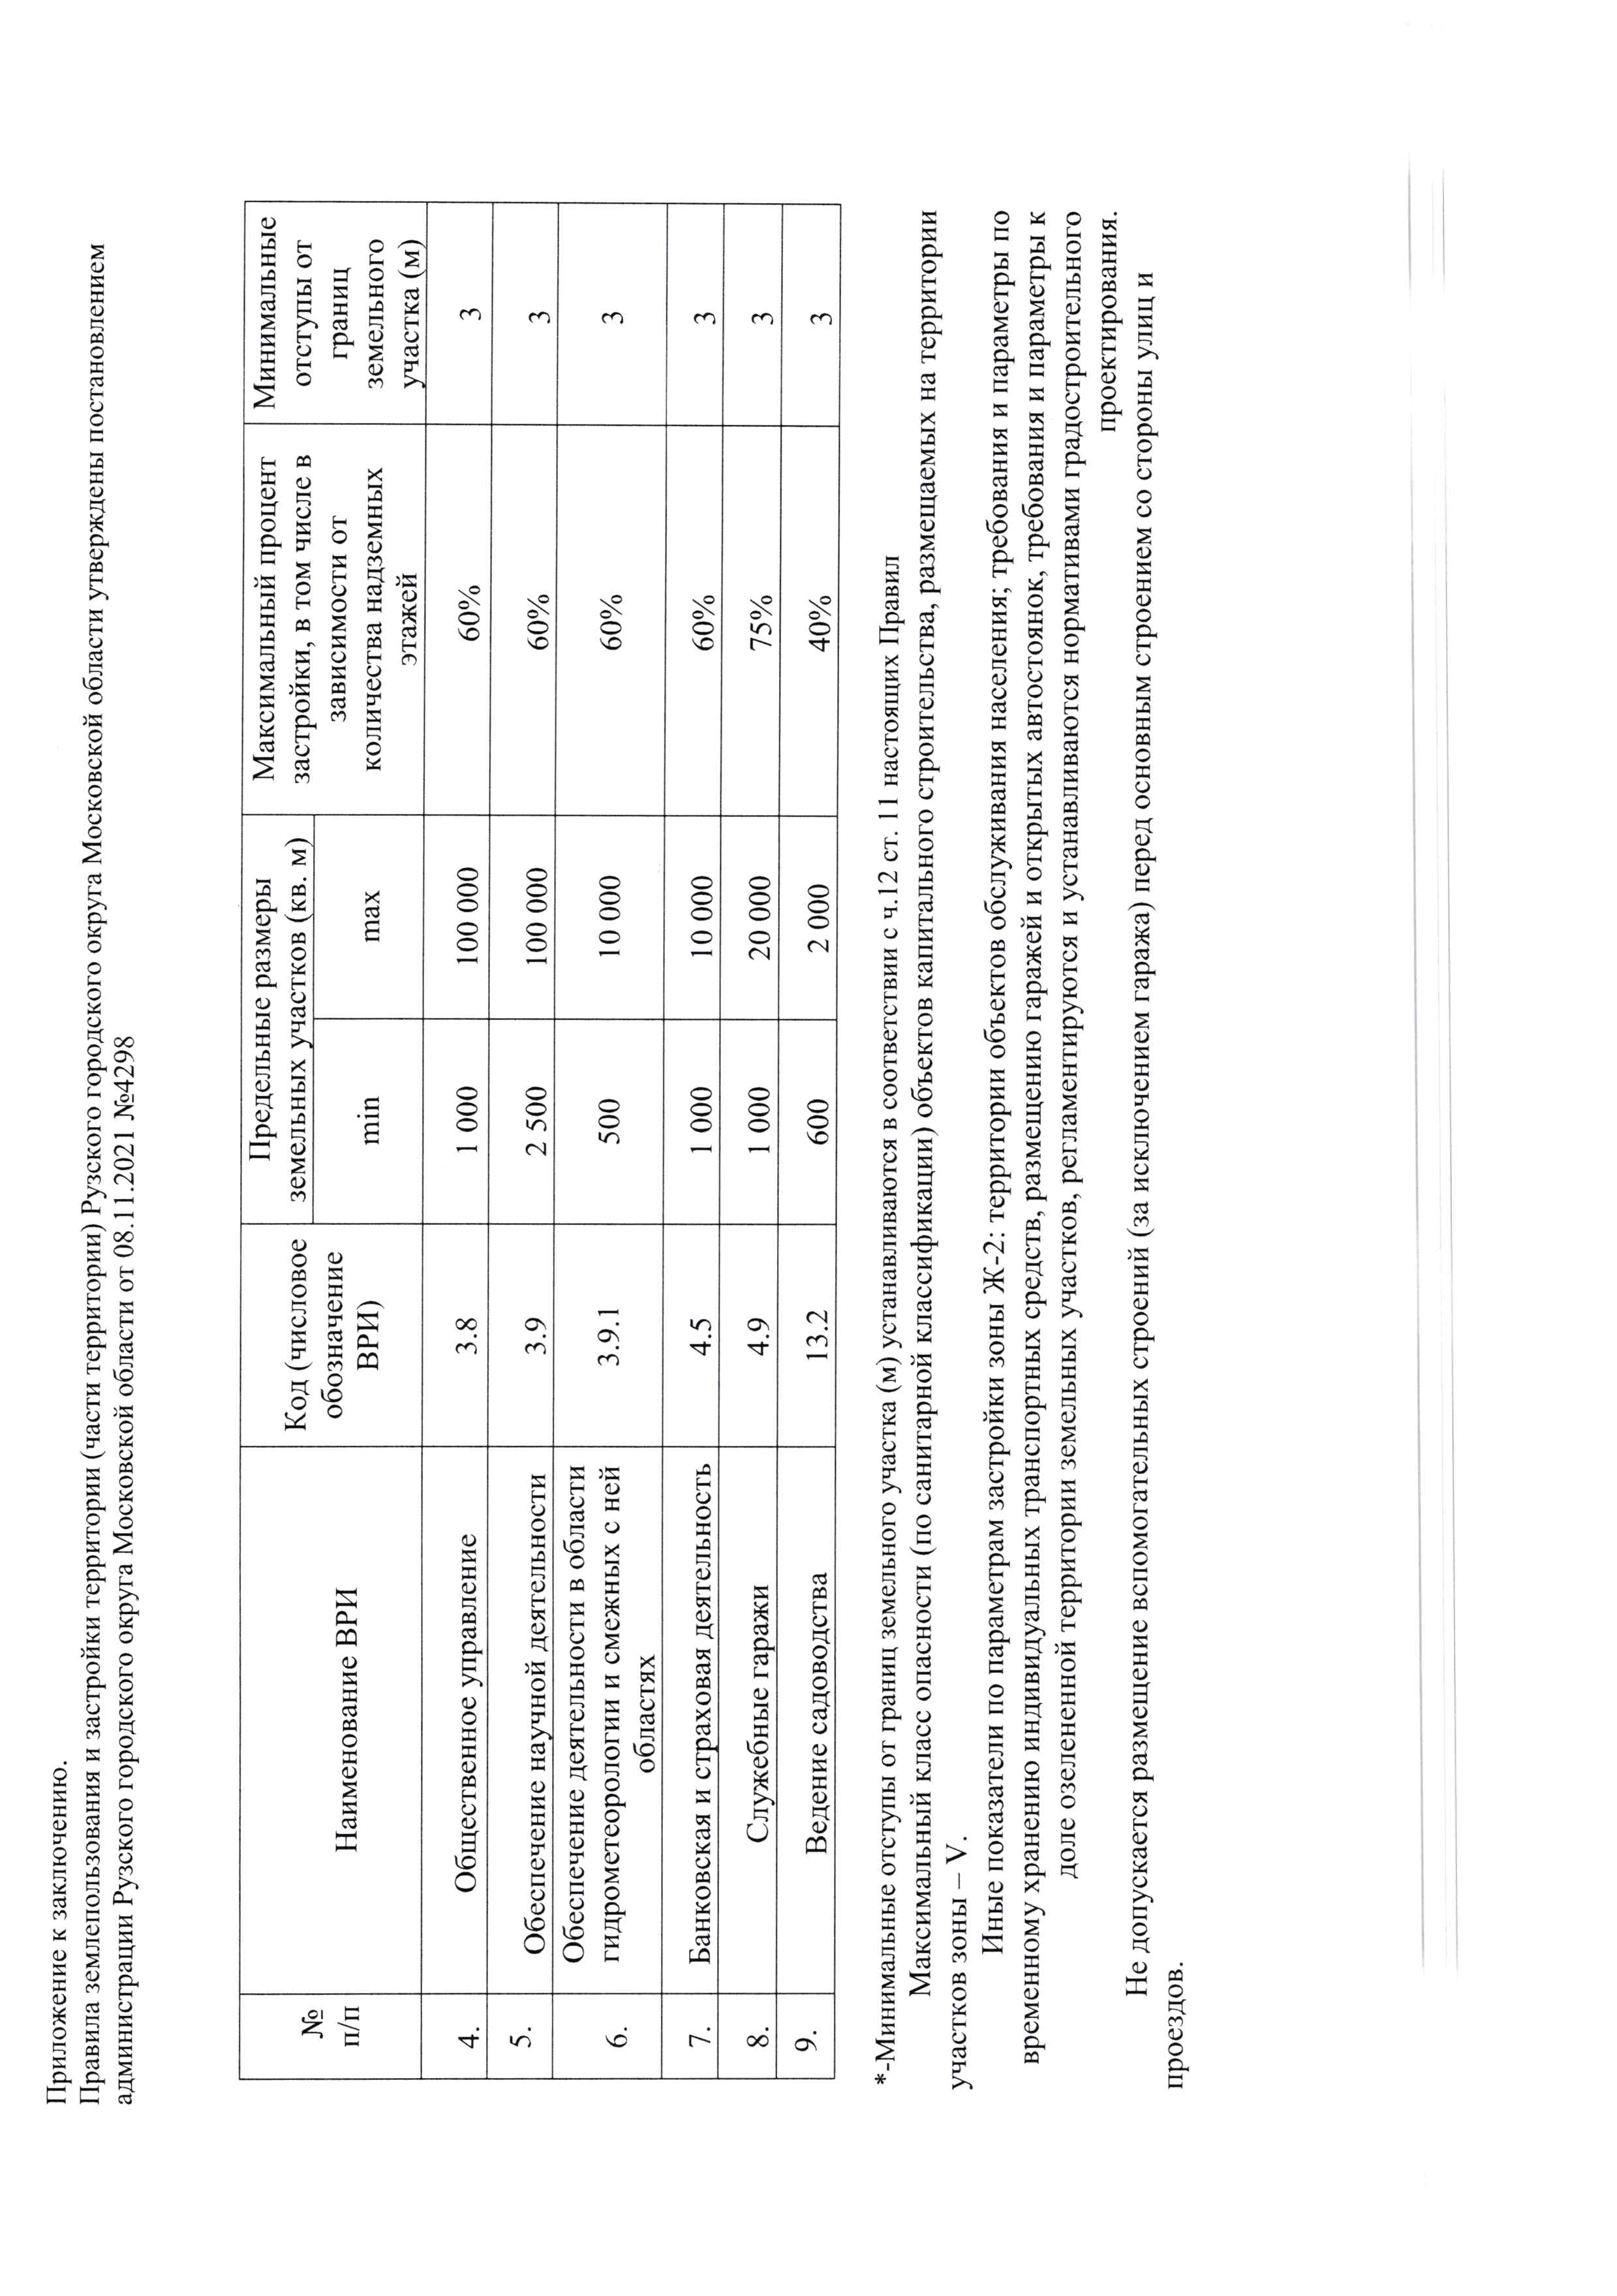 Приложение к заключению.
Правила землепользования и застройки территории (части территории) Рузского городского округа Московской области утверждены постановлением
администрации Рузского городского округа Московской области от 08.11.2021 №4298
№
п/п
Наименование ВРИ
Код (числовое
обозначение
ВРИ)
Предельные размеры
земельных участков (кв. м)
min
max
Максимальный процент
застройки, в том числе в
зависимости от
количества надземных
этажей
Минимальные
отступы от
границ
земельного
участка (м)
4. Общественное управление 3.8 1 000 100 000 60% 3
5. Обеспечение научной деятельности 3.9 2 500 100 000 60% 3
6. Обеспечение деятельности в области
гидрометеорологии и смежных с ней
областях
3.9.1 500 10 000 60% 3
7. Банковская и страховая деятельность 4.5 1 000 10 000 60% 3
8. Служебные гаражи 4.9 1 000 20 000 75% 3
9. Ведение садоводства 13.2 600 2 000 40% 3
*-Минимальные отступы от границ земельного участка (м) устанавливаются в соответствии с ч.12 ст. 11 настоящих Правил
Максимальный класс опасности (по санитарной классификации) объектов капитального строительства, размещаемых на территории
участков зоны – V.
Иные показатели по параметрам застройки зоны Ж-2: территории объектов обслуживания населения; требования и параметры по
временному хранению индивидуальных транспортных средств, размещению гаражей и открытых автостоянок, требования и параметры к
доле озелененной территории земельных участков, регламентируются и устанавливаются нормативами градостроительного
проектирования.
Не допускается размещение вспомогательных строений (за исключением гаража) перед основным строением со стороны улиц и
проездов.